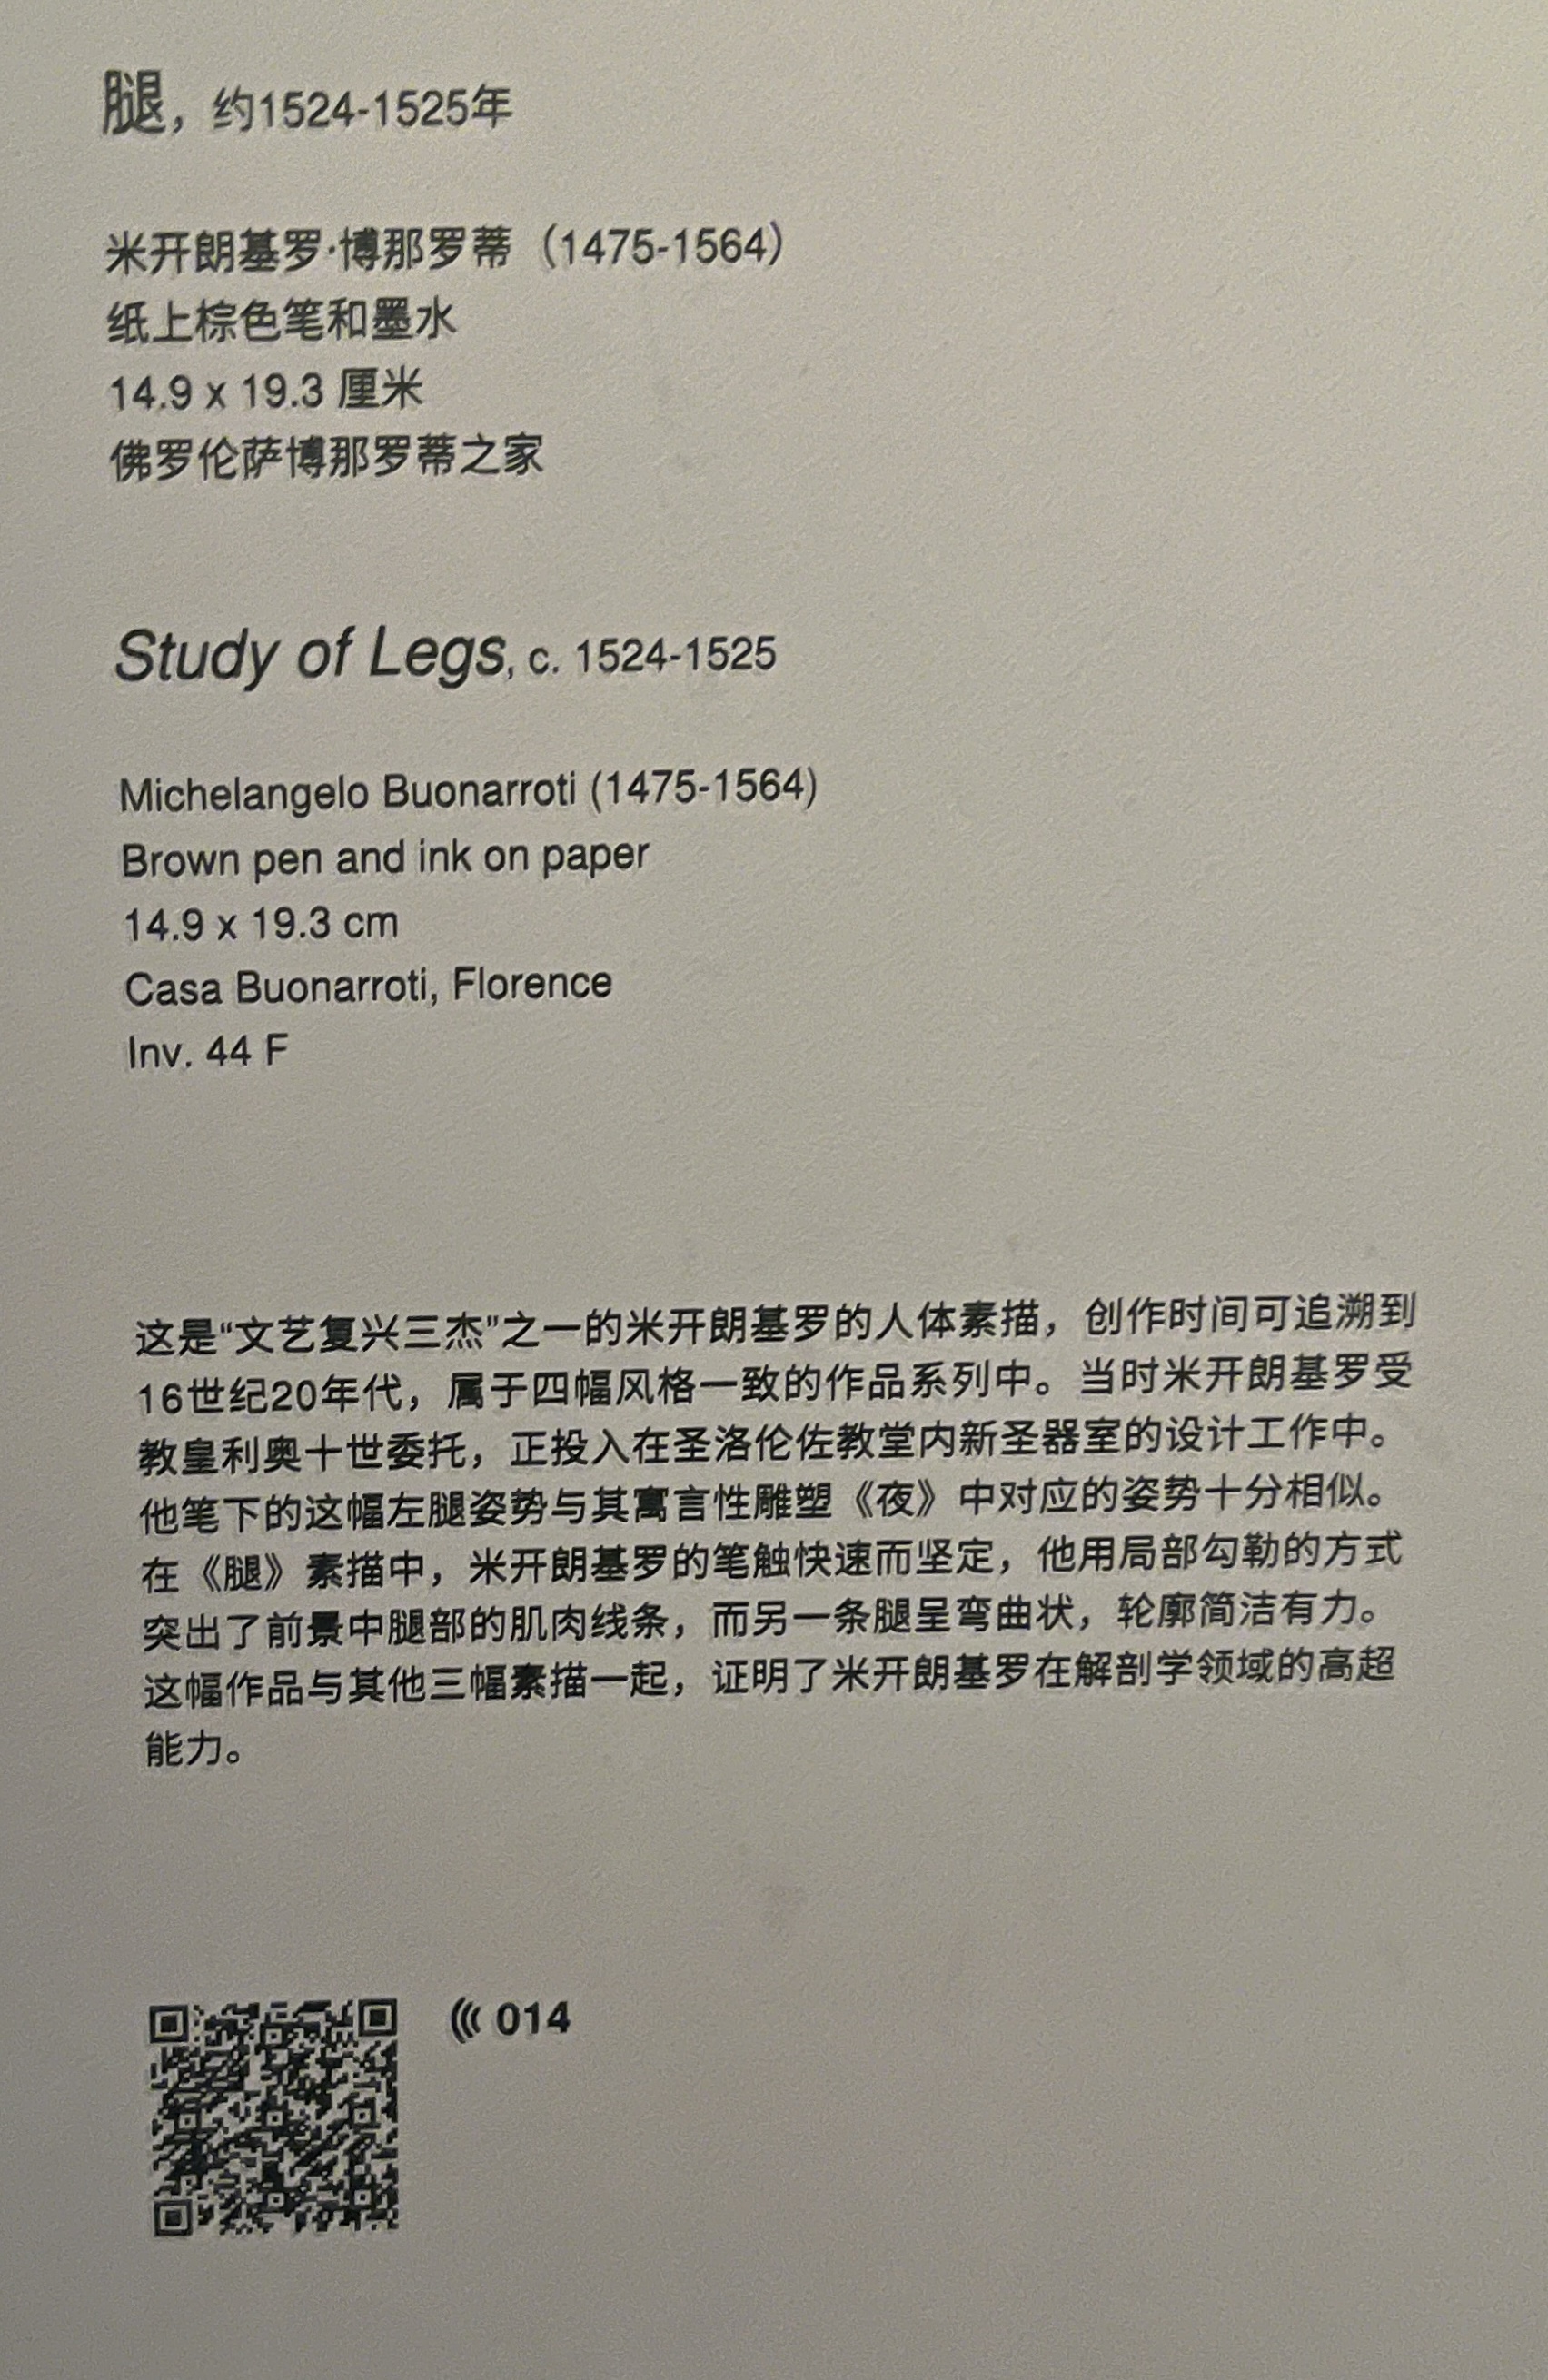 腿，约1524-1525年
米开朗基罗·博那罗蒂（1475-1564）
纸上棕色笔和墨水
14.9 x 19.3 厘米
佛罗伦萨博那罗蒂之家
Study of Legs, c. 1524-1525
Michelangelo Buonarroti (1475-1564)
Brown pen and ink on paper
14.9 x 19.3 cm
Casa Buonarroti, Florence
Inv. 44 F
这是“文艺复兴三杰”之一的米开朗基罗的人体素描，创作时间可追溯到
16世纪20年代，属于四幅风格一致的作品系列中。当时米开朗基罗受
教皇利奥十世委托，正投入在圣洛伦佐教堂内新圣器室的设计工作中。
他笔下的这幅左腿姿势与其寓言性雕塑《夜》中对应的姿势十分相似。
在《腿》素描中，米开朗基罗的笔触快速而坚定，他用局部勾勒的方式
突出了前景中腿部的肌肉线条，而另一条腿呈弯曲状，轮廓简洁有力。
这幅作品与其他三幅素描一起，证明了米开朗基罗在解剖学领域的高超
能力。
014